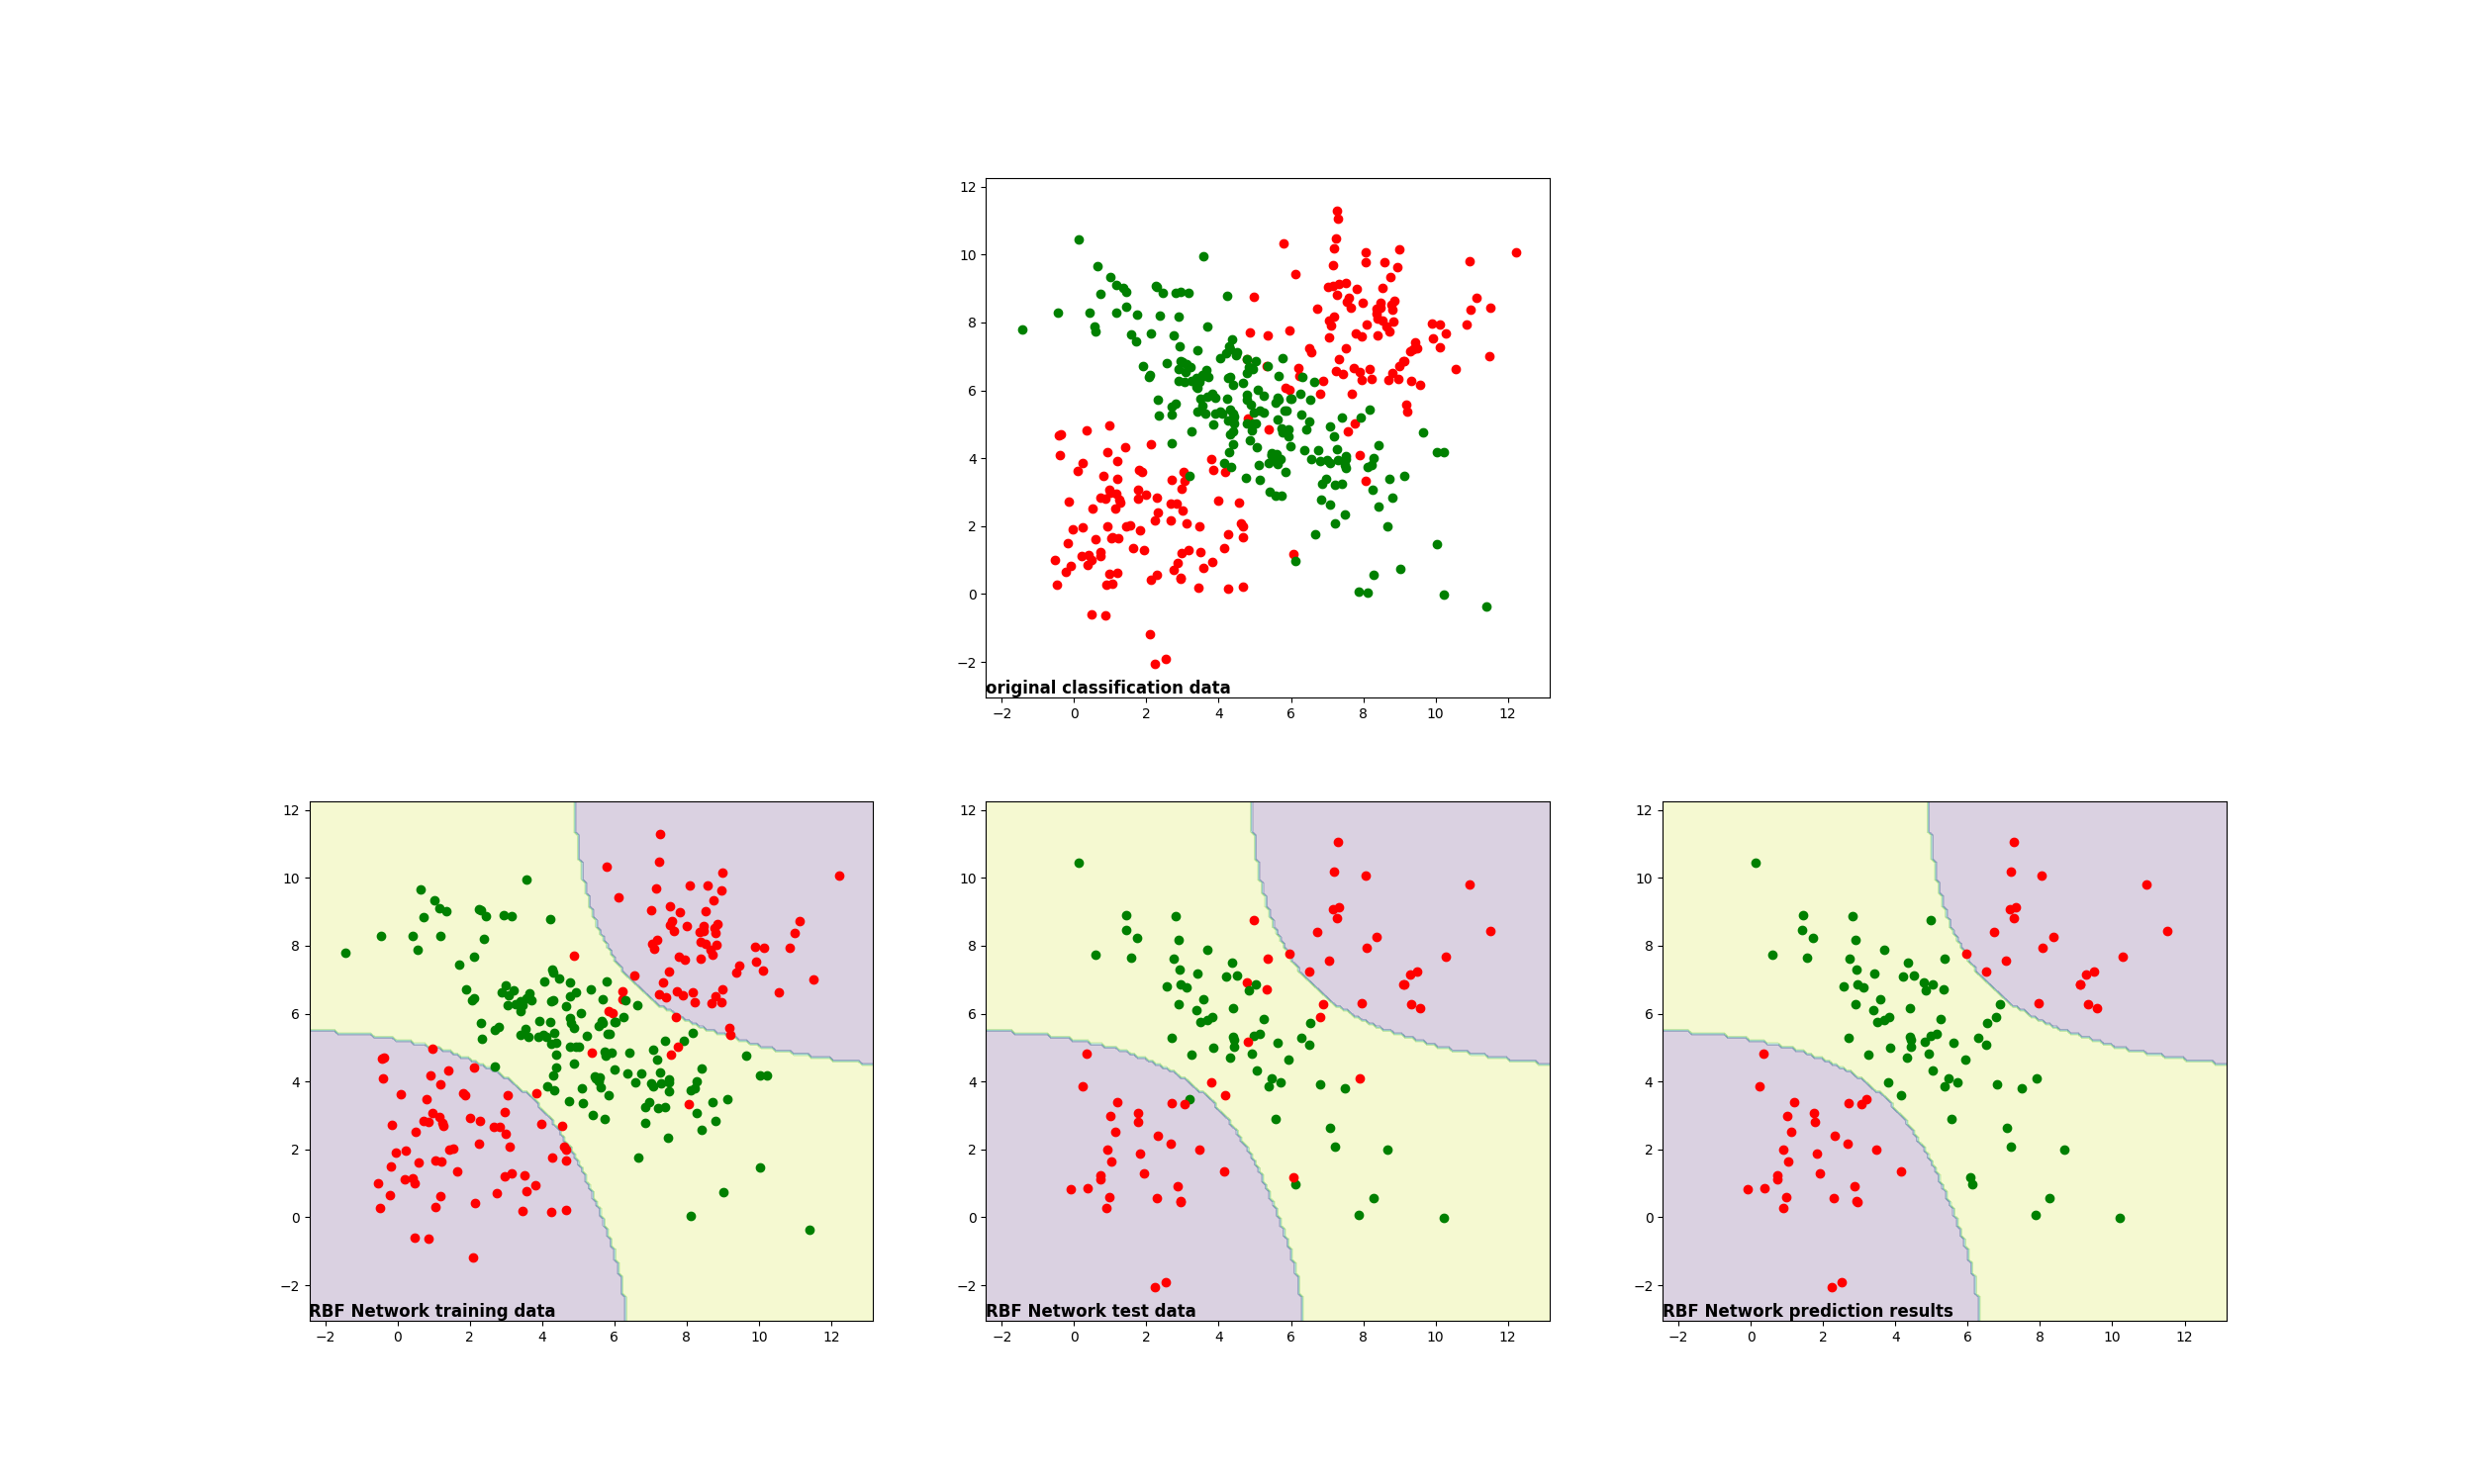 12
10
8
6
4
2
0
−2
original classification data
−2 0 2 4 6 8 10 12
12 12 12
10 10 10
8 8 8
6 6 6
4 4 4
2 2 2
0 0 0
−2 −2 −2
RBF Network training data RBF Network test data RBF Network prediction results
−2 0 2 4 6 8 10 12 −2 0 2 4 6 8 10 12 −2 0 2 4 6 8 10 12